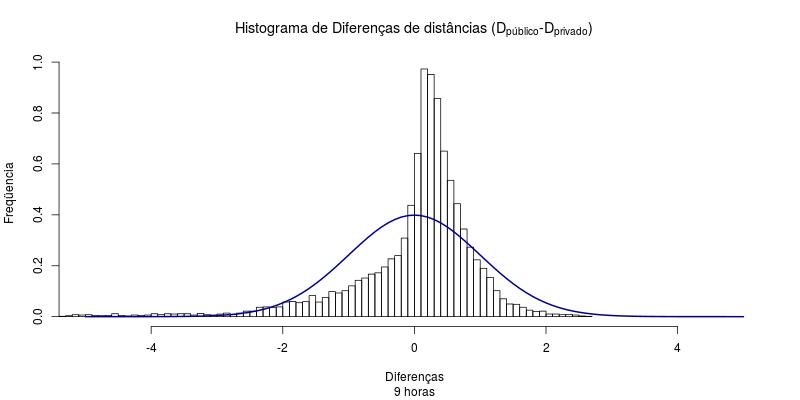 Histograma de Diferenças de distâncias (Dpúblico-Dprivado)
Freqüencia
0.0 0.2 0.4 0.6 0.8 1.0
-4 -2 0 2 4
Diferenças
9 horas